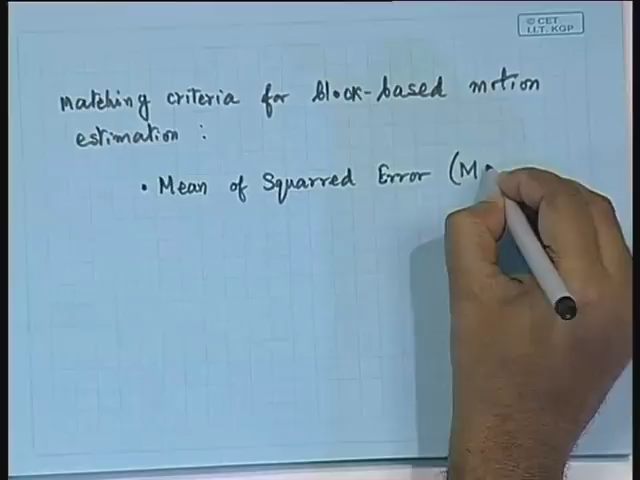 © CET
I.I.T. KGP
Matching criteria for block-based motion
estimation :
• Mean of Squarred Error (M